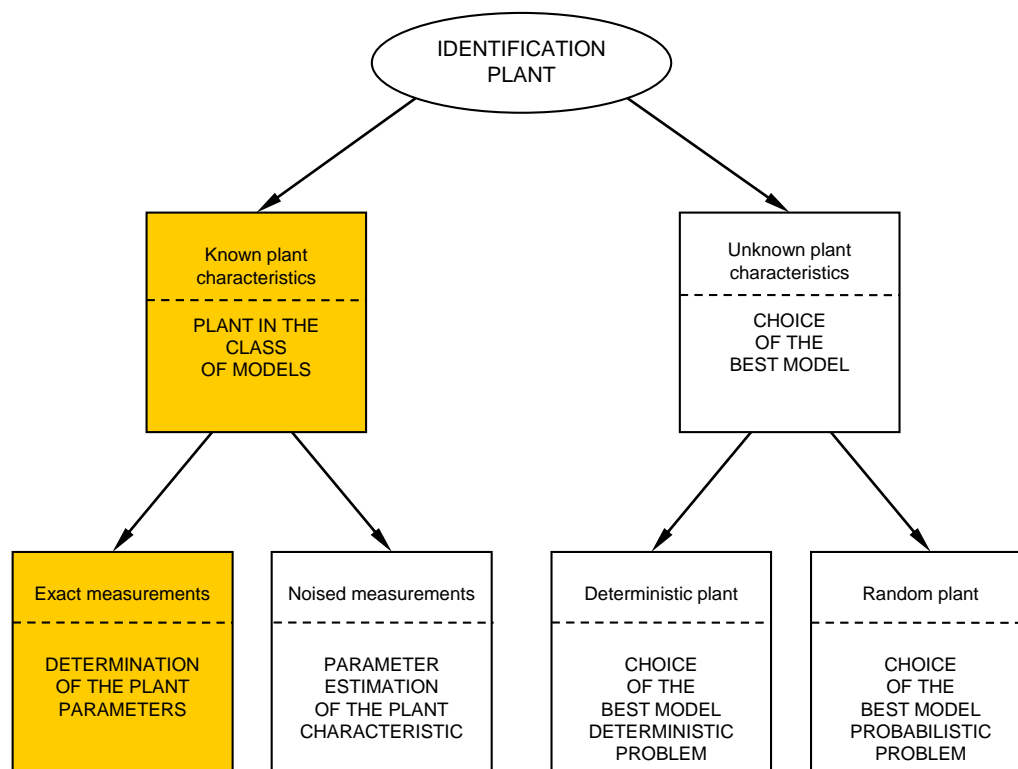 IDENTIFICATION
PLANT
Known plant
characteristics
PLANT IN THE
CLASS
OF MODELS
Unknown plant
characteristics
CHOICE
OF THE
BEST MODEL
Exact measurements
DETERMINATION
OF THE PLANT
PARAMETERS
Noised measurements
PARAMETER
ESTIMATION
OF THE PLANT
CHARACTERISTIC
Deterministic plant
CHOICE
OF THE
BEST MODEL
DETERMINISTIC
PROBLEM
Random plant
CHOICE
OF THE
BEST MODEL
PROBABILISTIC
PROBLEM